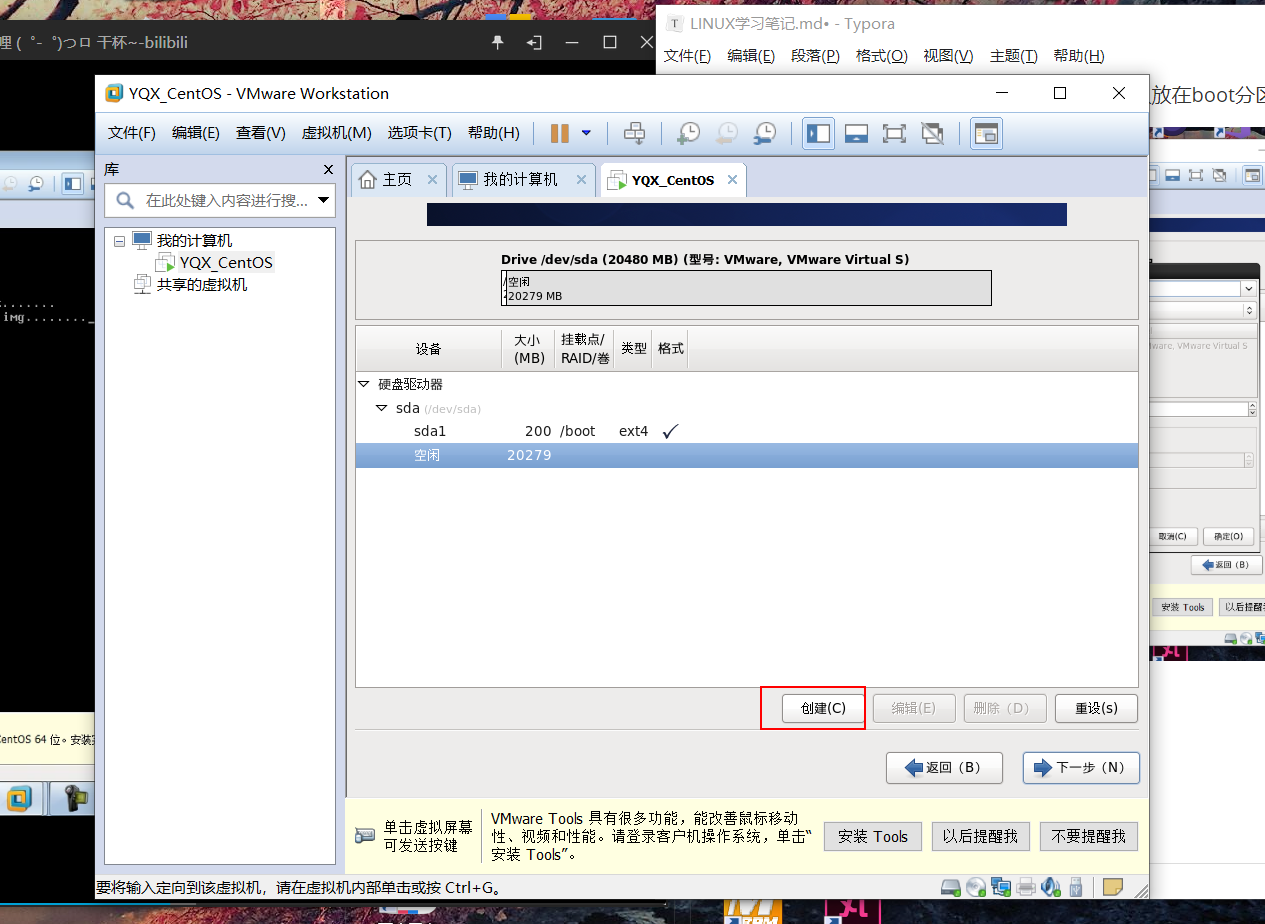 哩 (゜-゜)つロ 干杯~-bilibili
LINUX学习笔记.md• - Typora
文件(F) 编辑(E) 段落(P) 格式(O) 视图(V) 主题(T) 帮助(H)
放在boot分区
YQX_CentOS - VMware Workstation
文件(F) 编辑(E) 查看(V) 虚拟机(M) 选项卡(T) 帮助(H)
库
在此处键入内容进行搜...
我的计算机
YQX_CentOS
共享的虚拟机
主页
我的计算机
YQX_CentOS
Drive /dev/sda (20480 MB) (型号: VMware, VMware Virtual S)
空闲
20279 MB
设备
大小
(MB)
挂载点/
RAID/卷
类型
格式
硬盘驱动器
sda (/dev/sda)
sda1 200 /boot ext4
空闲 20279
创建(C) 编辑(E) 删除（D） 重设(s)
返回（B） 下一步（N）
单击虚拟屏幕
可发送按键
VMware Tools 具有很多功能，能改善鼠标移动
性、视频和性能。请登录客户机操作系统，单击“
安装 Tools”。
安装 Tools 以后提醒我 不要提醒我
要将输入定向到该虚拟机，请在虚拟机内部单击或按 Ctrl+G。
img........_
CentOS 64 位。安装
ware, VMware Virtual S
取消(C) 确定(O)
返回（B）
安装 Tools 以后提醒